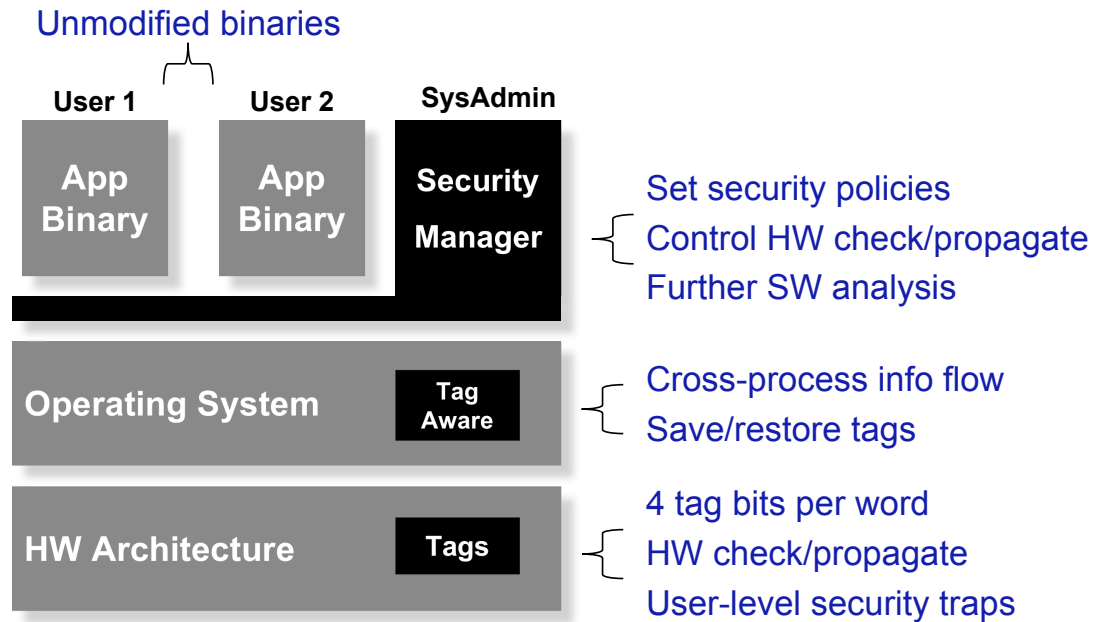 Unmodified binaries
User 1
User 2
SysAdmin
App
Binary
App
Binary
Security
Manager
Set security policies
Control HW check/propagate
Further SW analysis
Operating System
Tag
Aware
Cross-process info flow
Save/restore tags
HW Architecture
Tags
4 tag bits per word
HW check/propagate
User-level security traps